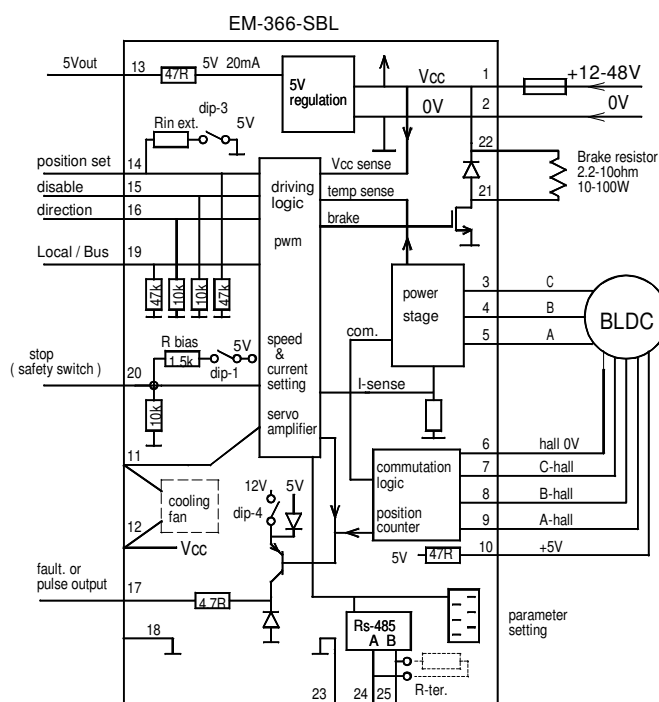 EM-366-SBL
5Vout 13 47R 5V 20mA
5V
regulation
Vcc 1 +12-48V
0V 2 0V
dip-3
Rin ext. 5V
22
Brake resistor
2.2-10ohm
10-100W
21
position set 14
disable 15
direction 16
Local / Bus 19
driving
logic
pwm
Vcc sense
temp sense
brake
47k 10k 10k 47k
power
stage
3 C
4 B
5 A
BLDC
com.
stop
( safety switch )
20
R bias
1.5k
5V
dip-1
10k
speed
&
current
setting
I-sense
servo
amplifier
11
cooling
fan
12
Vcc
commutation
logic
position
counter
6 hall 0V
7 C-hall
8 B-hall
9 A-hall
5V 47R 10 +5V
12V 5V
dip-4
fault. or
pulse output
17
4.7R
18
Rs-485
A B
parameter
setting
R-ter.
23 24 25